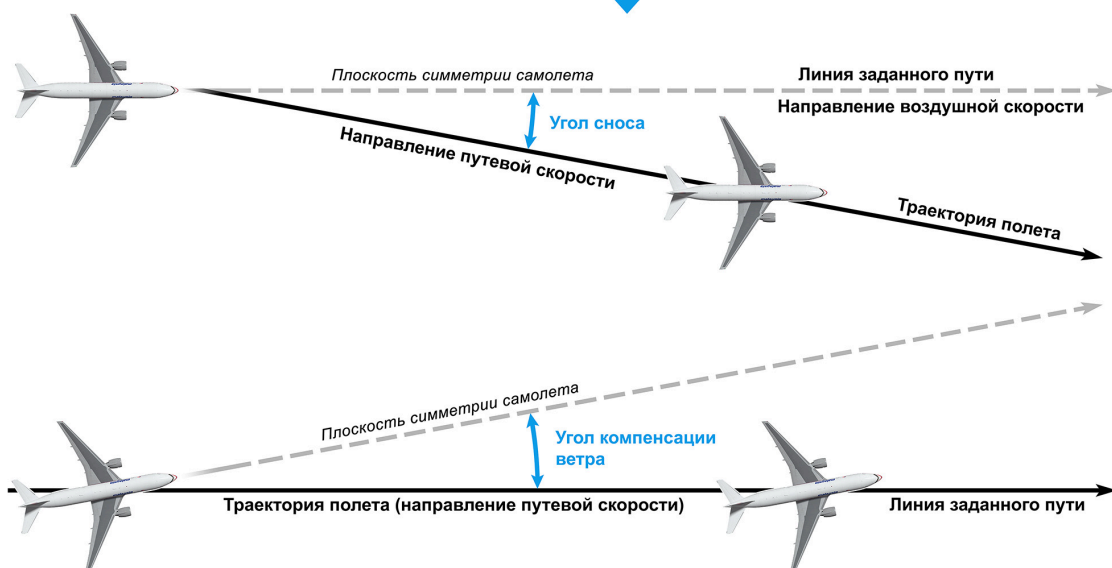 Плоскость симметрии самолета
Линия заданного пути
Направление воздушной скорости
Угол сноса
Направление путевой скорости
Траектория полета
Плоскость симметрии самолета
Угол компенсации
ветра
Траектория полета (направление путевой скорости)
Линия заданного пути